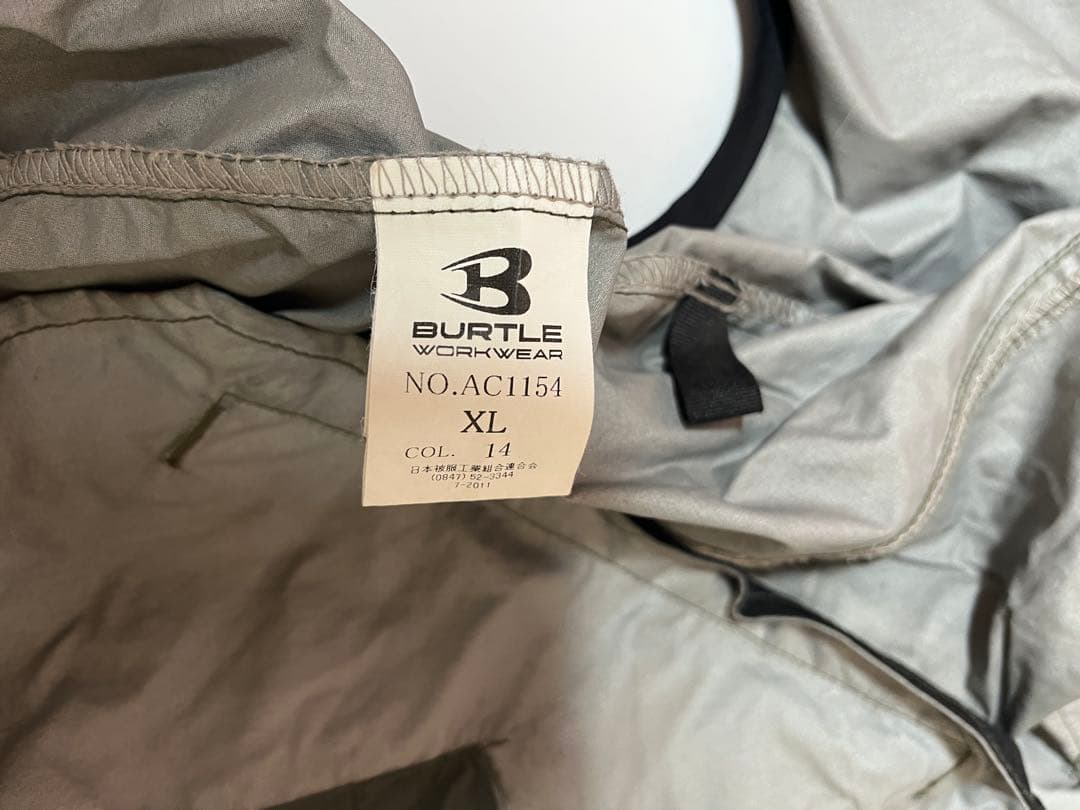 B
BURTLE
WORKWEAR
NO.AC1154
XL
COL. 14
日本被服工業組合連合会
(0847) 52-3344
7-2011